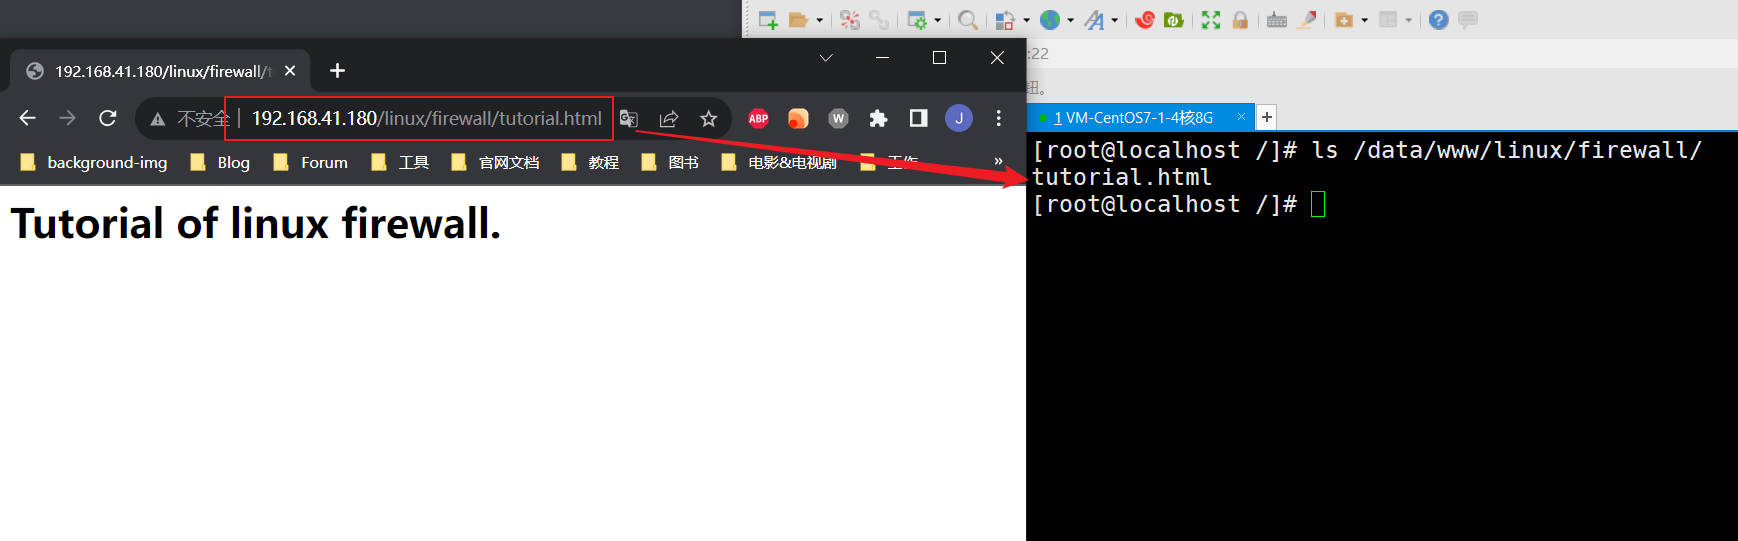 :22
钮。
192.168.41.180/linux/firewall/t
不安全 192.168.41.180/linux/firewall/tutorial.html
ABP
W
J
background-img Blog Forum 工具 官网文档 教程 图书 电影&电视剧 工作 »
Tutorial of linux firewall.
1 VM-CentOS7-1-4核8G
[root@localhost /]# ls /data/www/linux/firewall/
tutorial.html
[root@localhost /]#